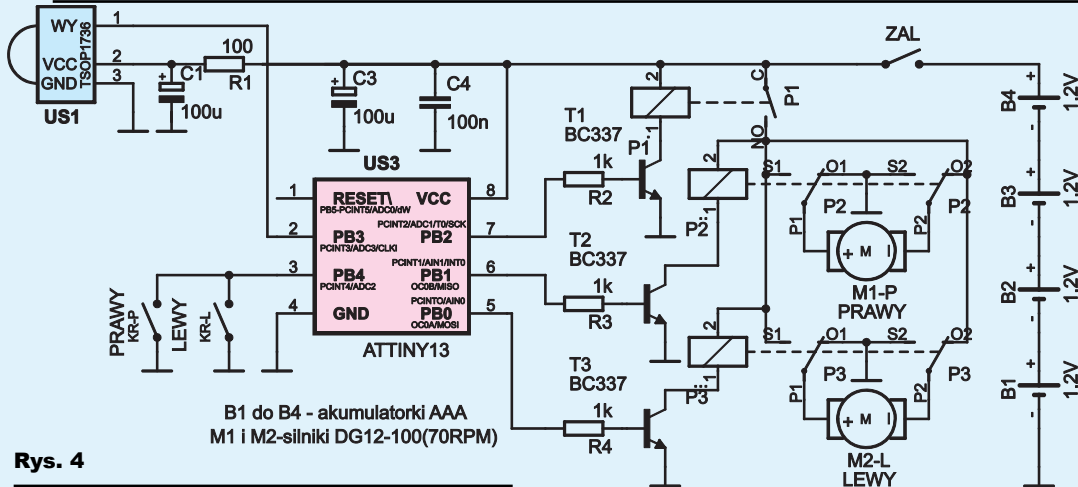 WY
VCC
GND
TSOP1736
US1
1
2
3
C1
+
100u
100
R1
+
C3
100u
C4
100n
ZAL
2
1
P1
C
P1
NO
US3
1
2
3
4
RESET\
PB5-PCINT5/ADC0/dW
PB3
PCINT3/ADC3/CLKI
PB4
PCINT4/ADC2
GND
VCC
PCINT2/ADC1/T0/SCK
PB2
PCINT1/AIN1/INT0
PB1
OC0B/MISO
PCINT0/AIN0
PB0
OC0A/MOSI
8
7
6
5
ATTINY13
PRAWY
KR-P
LEWY
KR-L
T1
BC337
1k
R2
T2
BC337
1k
R3
T3
BC337
1k
R4
2
1
P2
2
1
P3
S1
O1
S2
O2
P2
P2
P1
P2
+ M -
M1-P
PRAWY
S1
O1
S2
O2
P3
P3
P1
P2
+ M -
M2-L
LEWY
+
B4
1.2V
-
+
B3
1.2V
-
+
B2
1.2V
-
+
B1
1.2V
-
B1 do B4 - akumulatorki AAA
M1 i M2-silniki DG12-100(70RPM)
Rys. 4